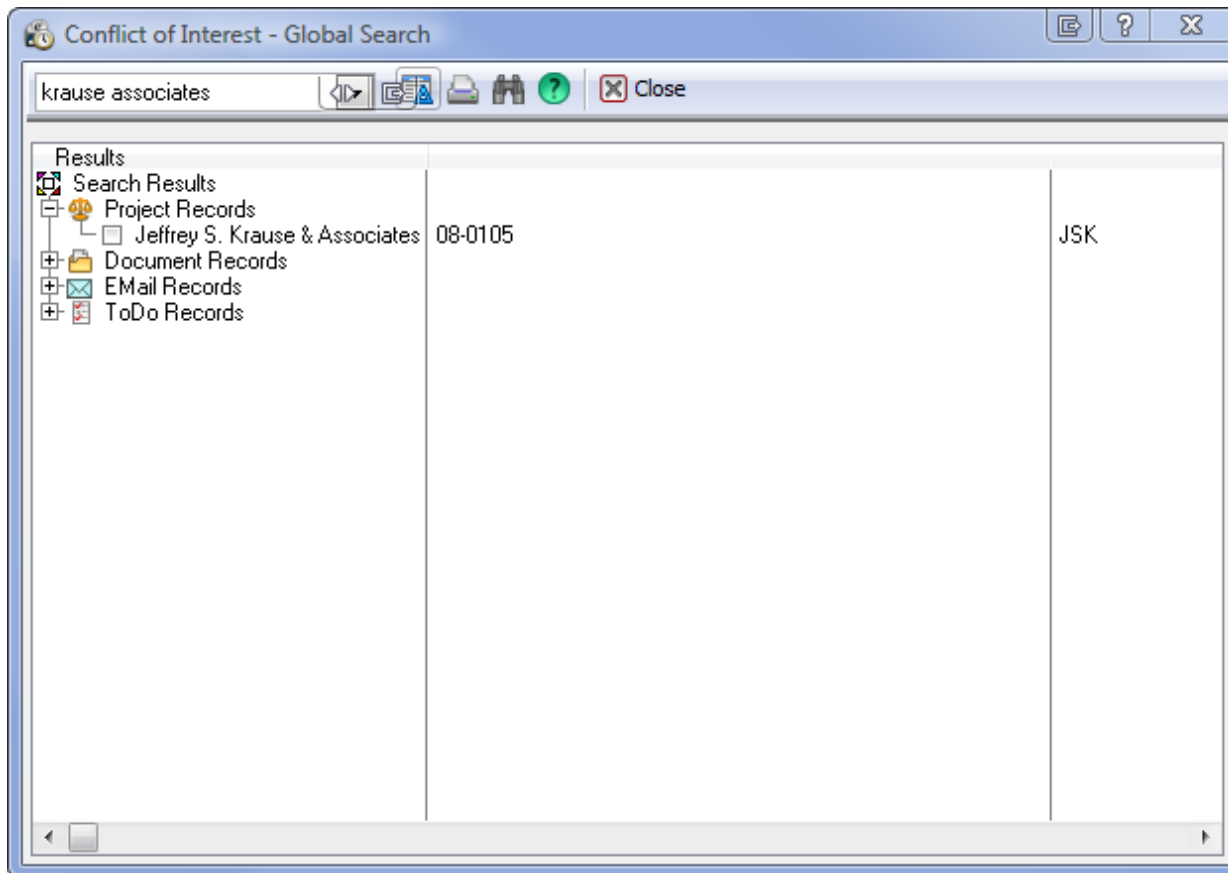 Conflict of Interest - Global Search
krause associates Close
Results
Search Results
Project Records
Jeffrey S. Krause & Associates 08-0105 JSK
Document Records
EMail Records
ToDo Records